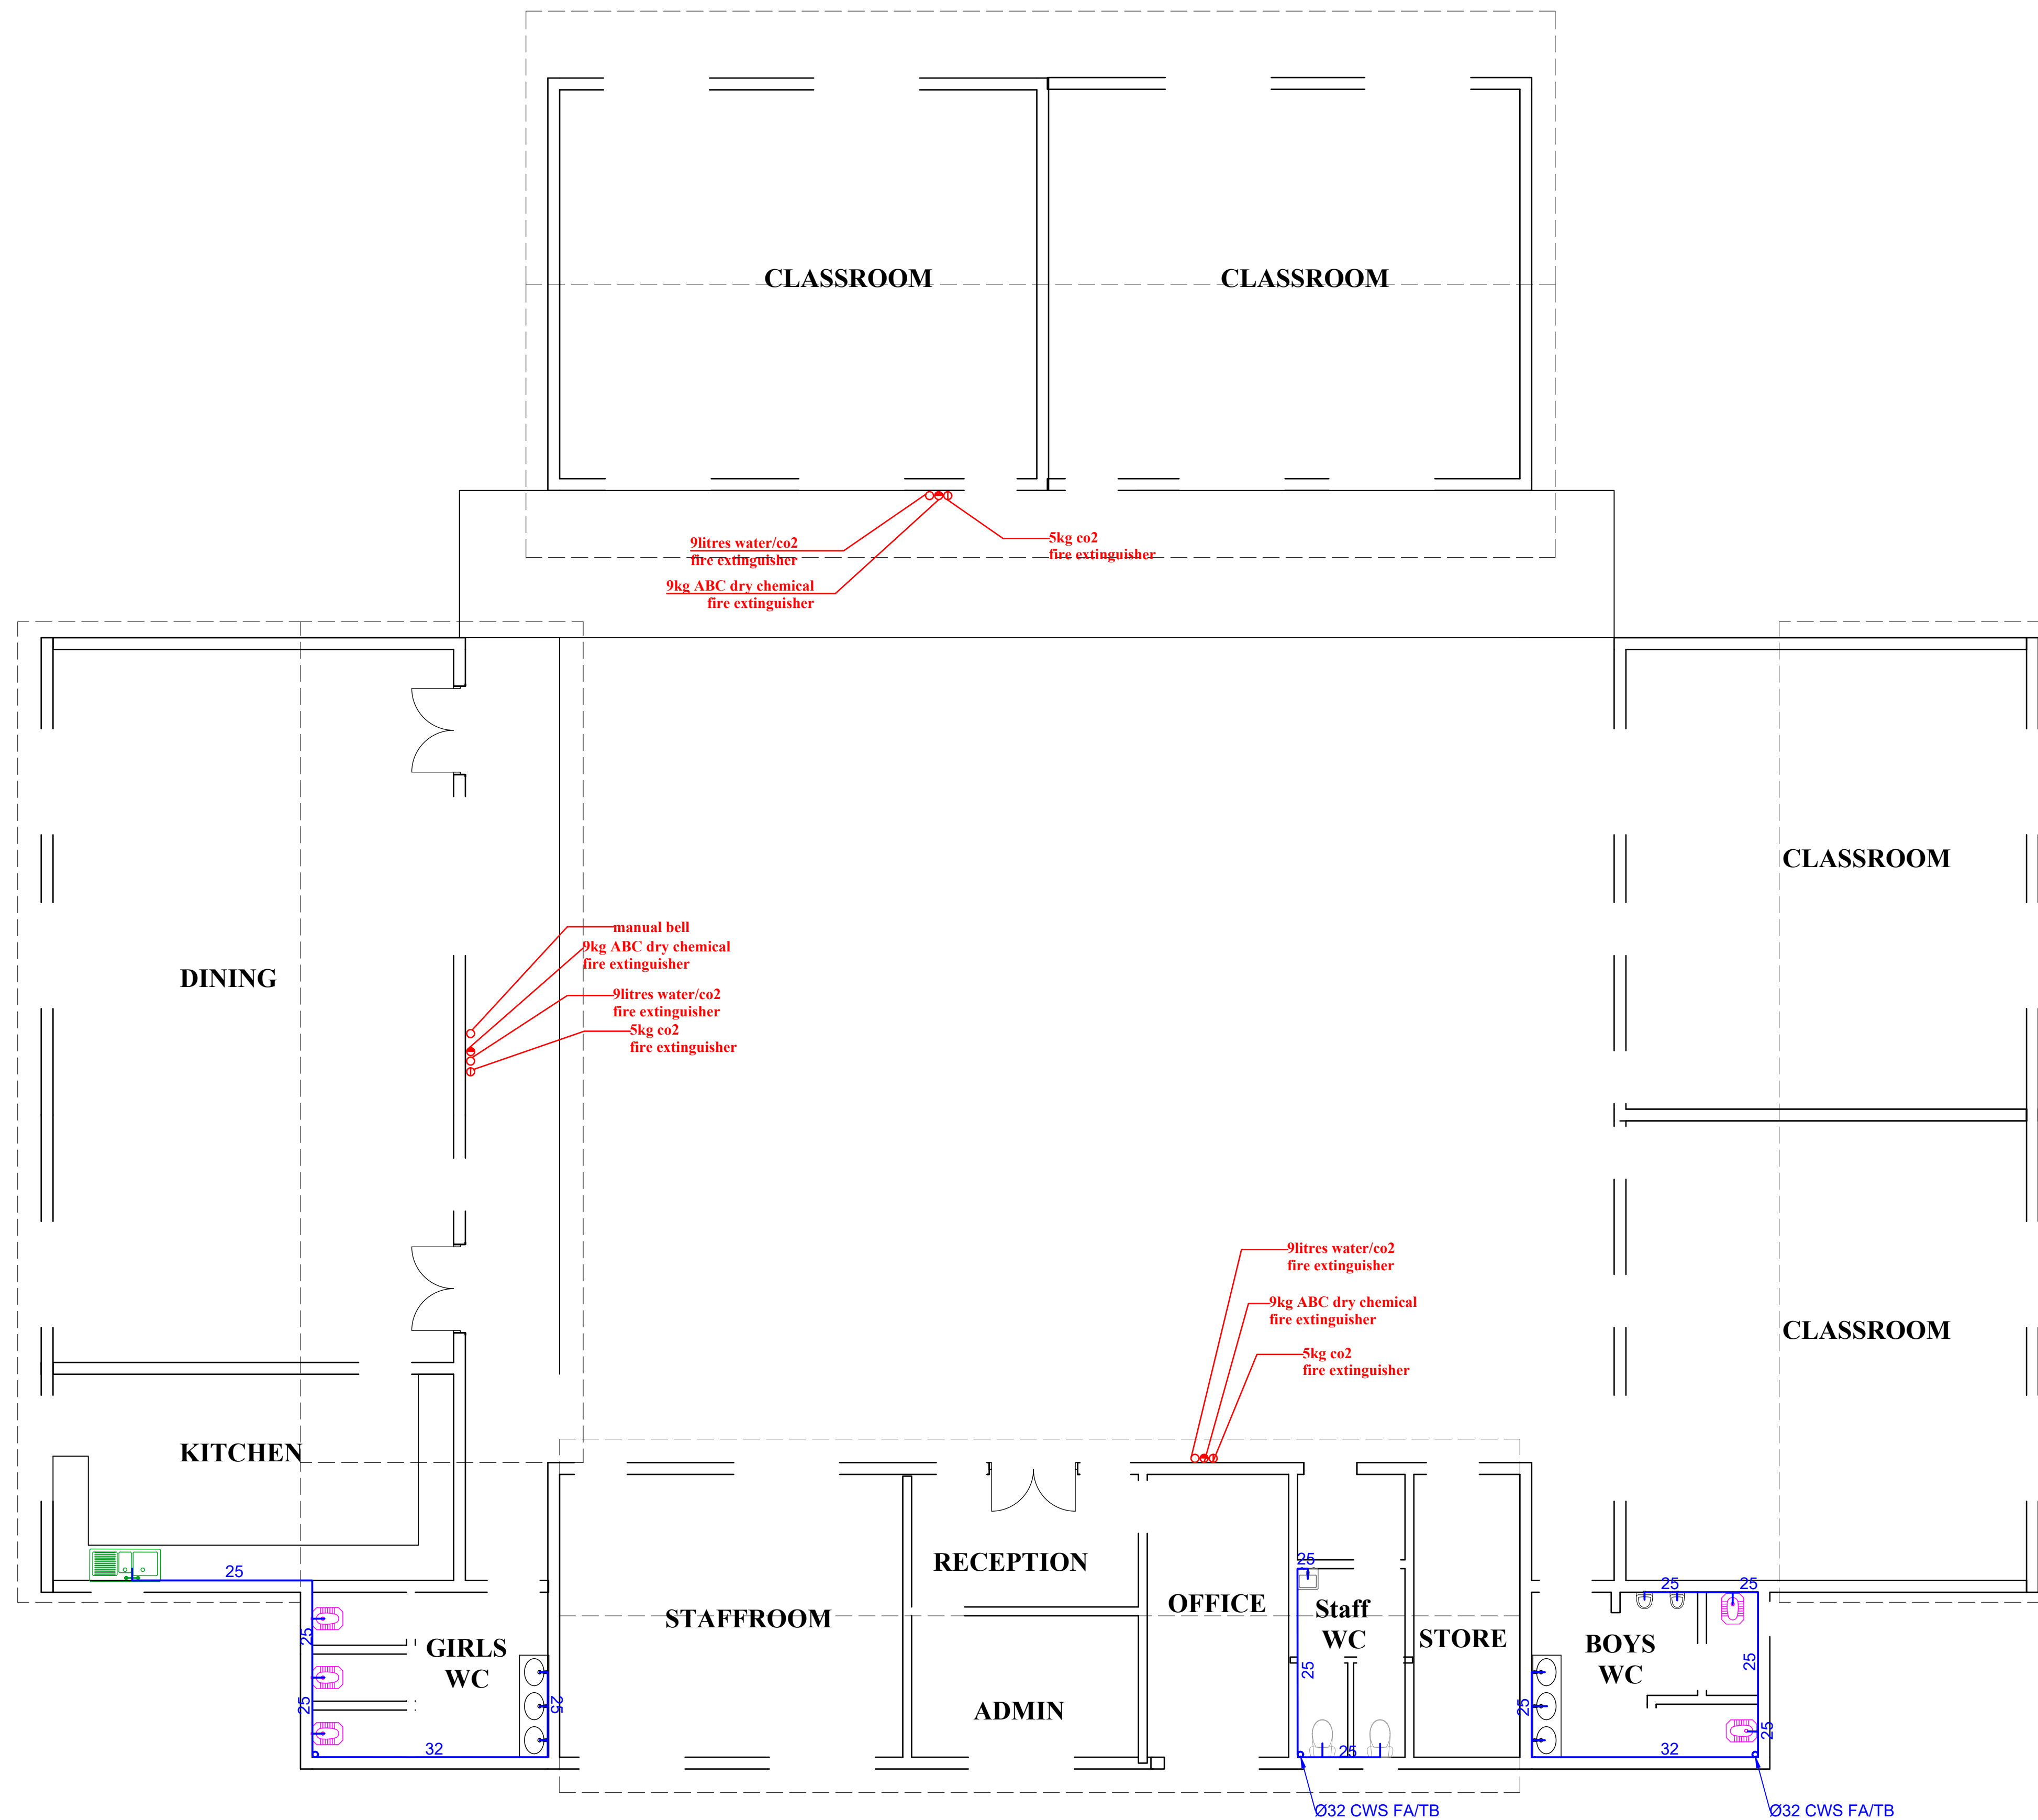 CLASSROOM
CLASSROOM
9litres water/co2
fire extinguisher
5kg co2
fire extinguisher
9kg ABC dry chemical
fire extinguisher
CLASSROOM
manual bell
9kg ABC dry chemical
fire extinguisher
DINING
9litres water/co2
fire extinguisher
5kg co2
fire extinguisher
9litres water/co2
fire extinguisher
9kg ABC dry chemical
fire extinguisher
CLASSROOM
5kg co2
fire extinguisher
KITCHEN
25
RECEPTION
25
25
25
OFFICE
Staff
WC
STAFFROOM
25
GIRLS
WC
STORE
BOYS
WC
25
25
25
25
ADMIN
25
25
32
25
32
Ø32 CWS FA/TB
Ø32 CWS FA/TB